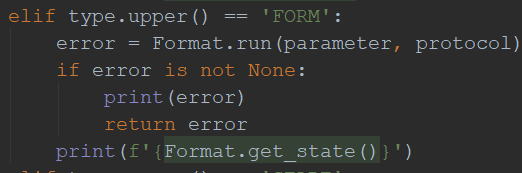 elif type.upper() == 'FORM':
    error = Format.run(parameter, protocol)
    if error is not None:
        print(error)
        return error
    print(f'{Format.get_state()}')